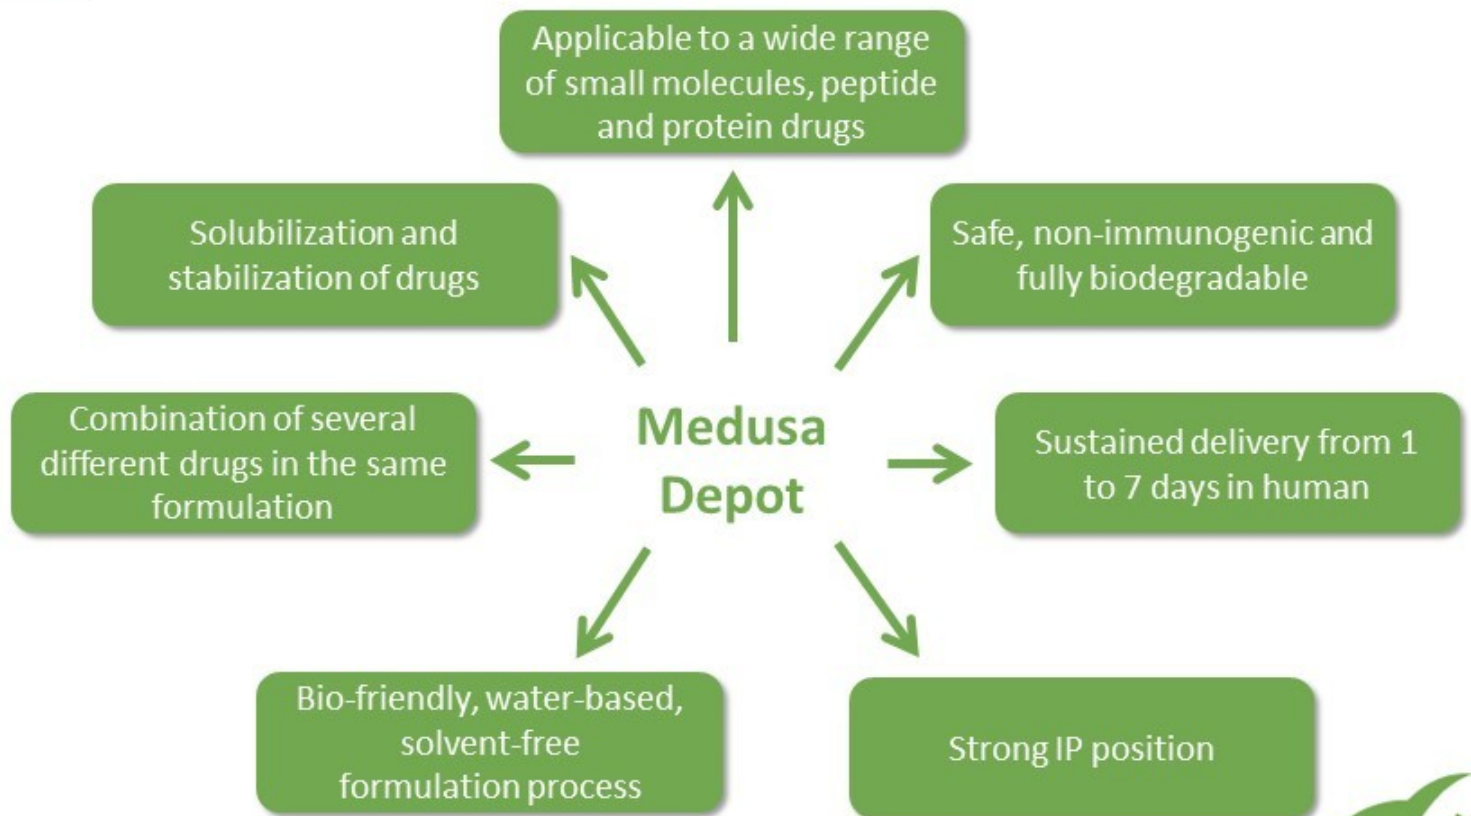 Applicable to a wide range
of small molecules, peptide
and protein drugs
Solubilization and
stabilization of drugs
Safe, non-immunogenic and
fully biodegradable
Combination of several
different drugs in the same
formulation
Medusa
Depot
Sustained delivery from 1
to 7 days in human
Bio-friendly, water-based,
solvent-free
formulation process
Strong IP position